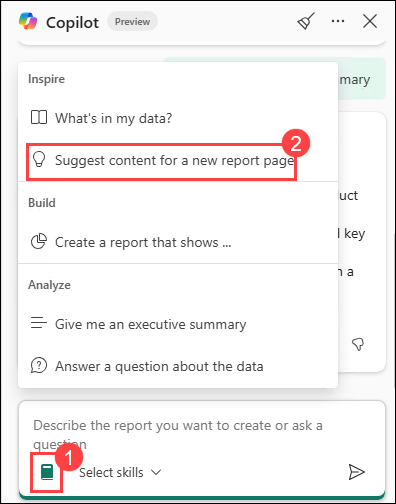 Copilot Preview
mary
Inspire
What's in my data?
2
Suggest content for a new report page
uct
Build
d key
Create a report that shows ...
n a
Analyze
Give me an executive summary
Answer a question about the data
Describe the report you want to create or ask a
question
1
Select skills